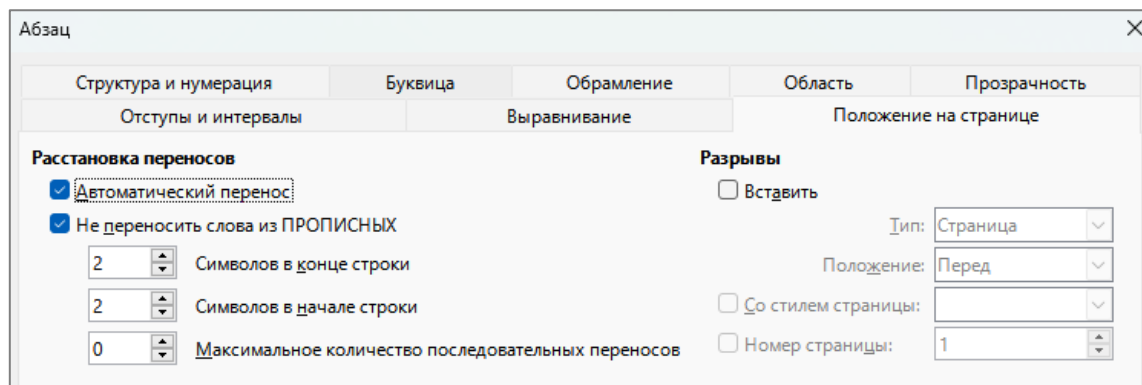 Абзац
Структура и нумерация Буквица Обрамление Область Прозрачность
Отступы и интервалы Выравнивание Положение на странице
Расстановка переносов
Автоматический перенос
Не переносить слова из ПРОПИСНЫХ
2 Символов в конце строки
2 Символов в начале строки
0 Максимальное количество последовательных переносов
Разрывы
Вставить
Тип: Страница
Положение: Перед
Со стилем страницы:
Номер страницы: 1